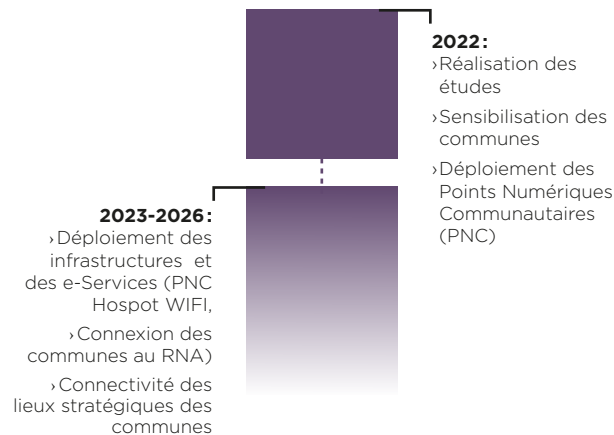 2022:
›Réalisation des
études
›Sensibilisation des
communes
›Déploiement des
Points Numériques
Communautaires
(PNC)
2023-2026:
›Déploiement des
infrastructures et
des e-Services (PNC
Hospot WIFI,
›Connexion des
communes au RNA)
›Connectivité des
lieux stratégiques des
communes